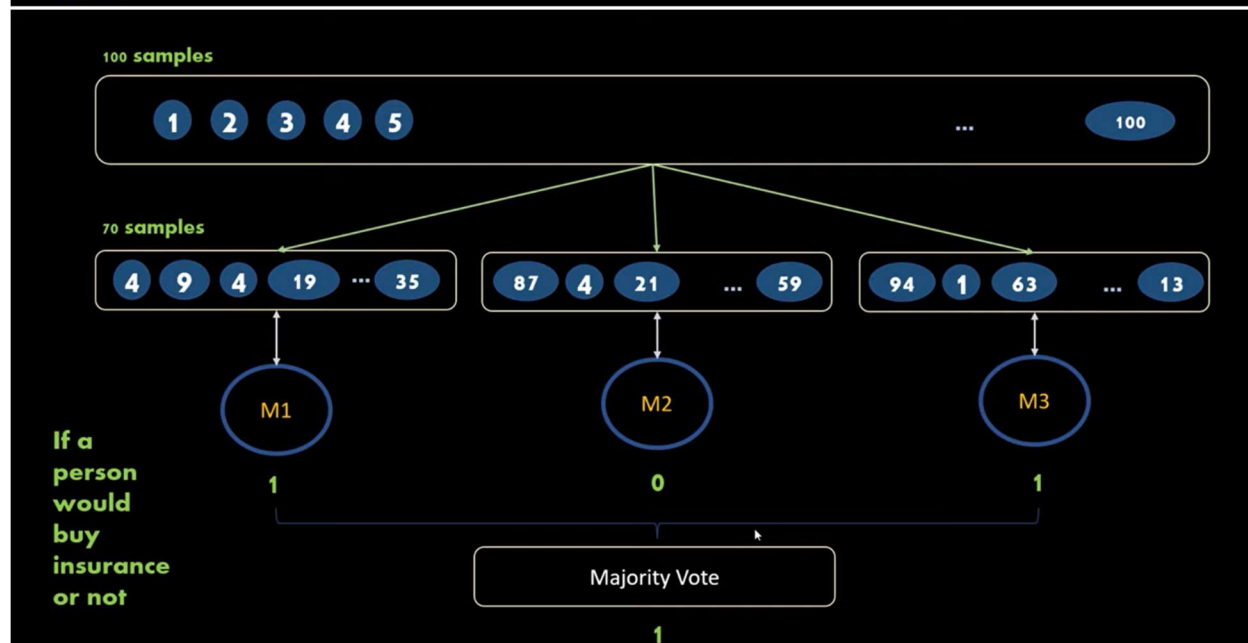 100 samples
1 2 3 4 5 ... 100
70 samples
4 9 4 19 ... 35
87 4 21 ... 59
94 1 63 ... 13
M1
M2
M3
1
0
1
If a
person
would
buy
insurance
or not
Majority Vote
1